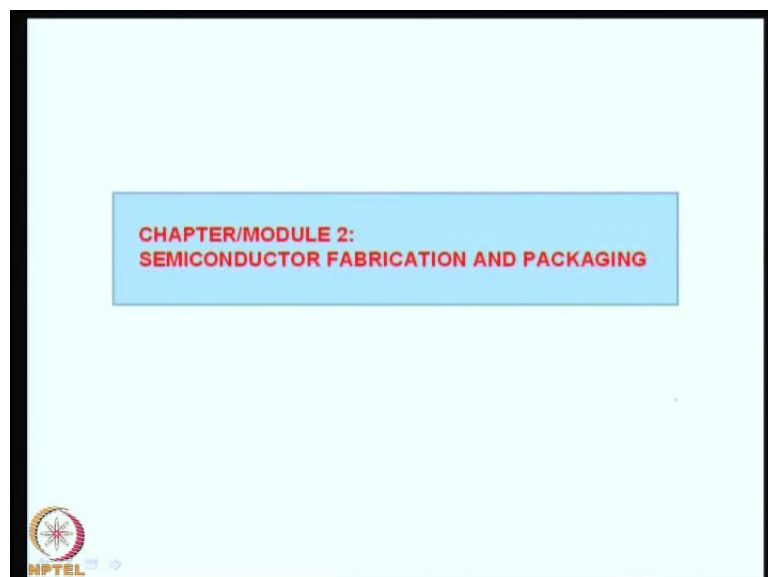 CHAPTER/MODULE 2:
SEMICONDUCTOR FABRICATION AND PACKAGING
NPTEL